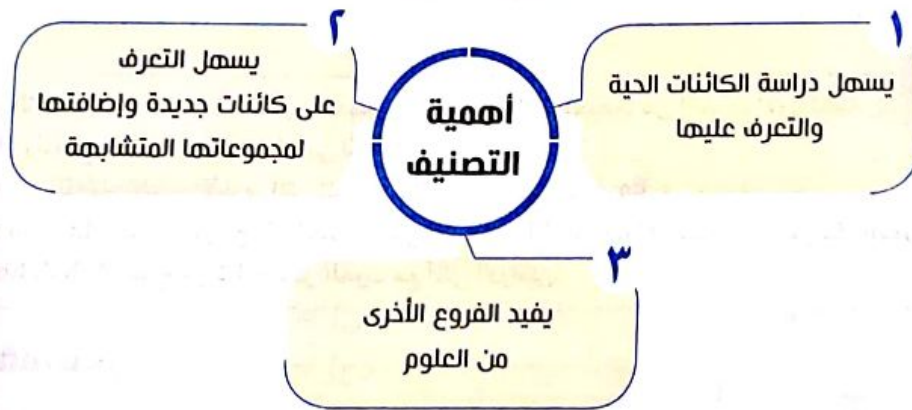 أهمية
التصنيف
١
يسهل دراسة الكائنات الحية
والتعرف عليها
٢
يسهل التعرف
على كائنات جديدة وإضافتها
لمجموعاتها المتشابهة
٣
يفيد الفروع الأخرى
من العلوم